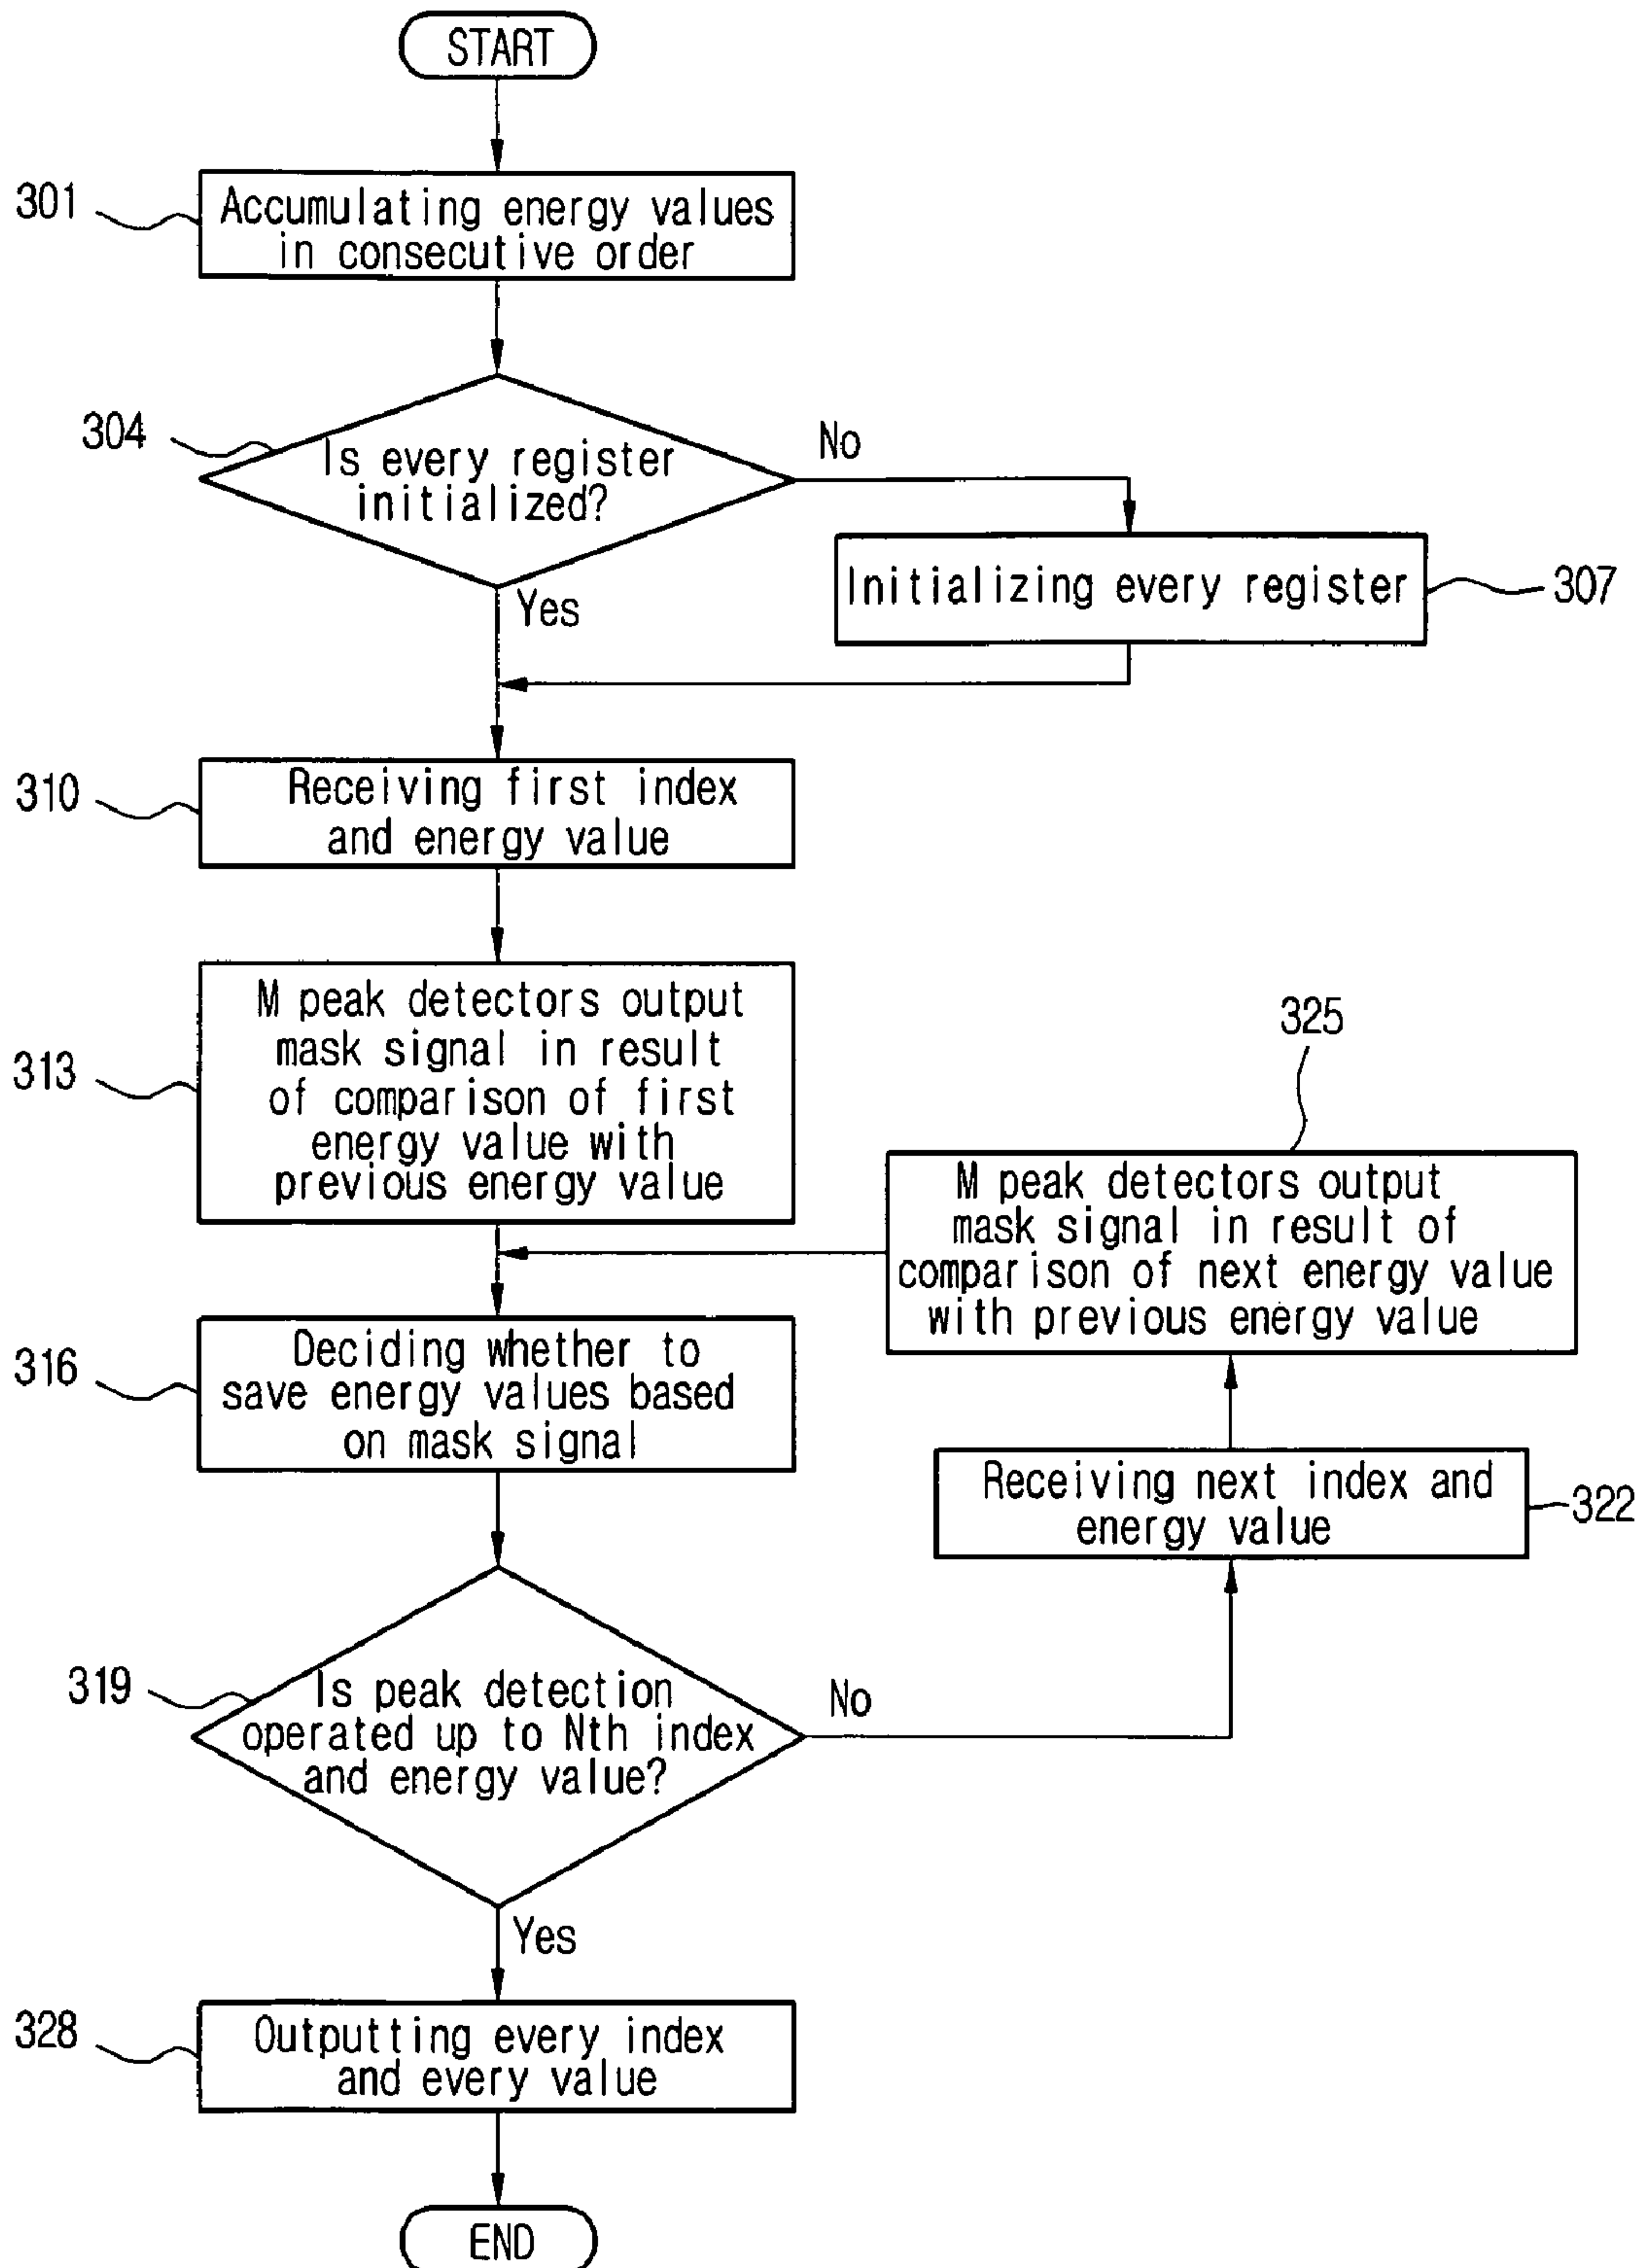 START
301
Accumulating energy values
in consecutive order
304
Is every register
initialized?
No
Yes
Initializing every register
307
310
Receiving first index
and energy value
313
M peak detectors output
mask signal in result
of comparison of first
energy value with
previous energy value
325
M peak detectors output
mask signal in result of
comparison of next energy value
with previous energy value
316
Deciding whether to
save energy values based
on mask signal
Receiving next index and
energy value
322
319
Is peak detection
operated up to Nth index
and energy value?
No
Yes
328
Outputting every index
and every value
END